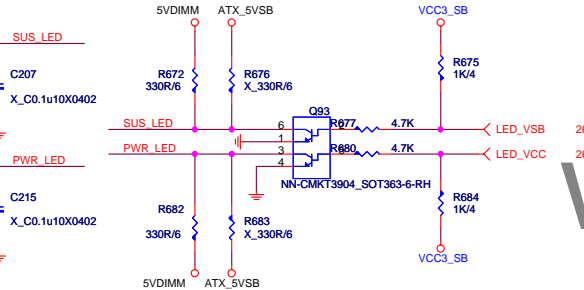 5VDIMM ATX_5VSB VCC3_SB
SUS_LED
C207
X_C0.1u10X0402
R672
330R/6
R676
X_330R/6
R675
1K/4
Q93
SUS_LED 6 R677 4.7K LED_VSB 26
1
PWR_LED 3 R680 4.7K LED_VCC 26
4
PWR_LED
NN-CMKT3904_SOT363-6-RH
C215
X_C0.1u10X0402
R682
330R/6
R683
X_330R/6
R684
1K/4
VCC3_SB
5VDIMM ATX_5VSB